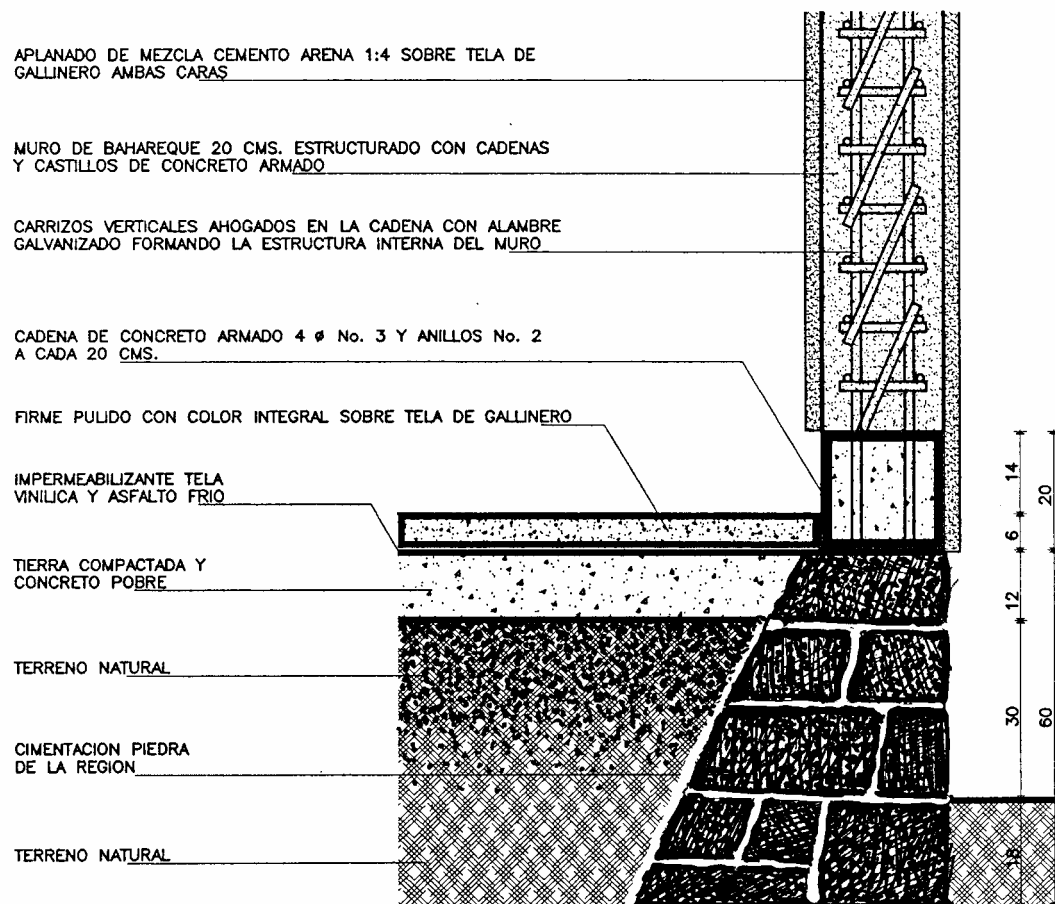 APLANADO DE MEZCLA CEMENTO ARENA 1:4 SOBRE TELA DE
GALLINERO AMBAS CARAS
MURO DE BAHAREQUE 20 CMS. ESTRUCTURADO CON CADENAS
Y CASTILLOS DE CONCRETO ARMADO
CARRIZOS VERTICALES AHOGADOS EN LA CADENA CON ALAMBRE
GALVANIZADO FORMANDO LA ESTRUCTURA INTERNA DEL MURO
CADENA DE CONCRETO ARMADO 4 ø No. 3 Y ANILLOS No. 2
A CADA 20 CMS.
FIRME PULIDO CON COLOR INTEGRAL SOBRE TELA DE GALLINERO
IMPERMEABILIZANTE TELA
VINILICA Y ASFALTO FRIO
TIERRA COMPACTADA Y
CONCRETO POBRE
TERRENO NATURAL
CIMENTACION PIEDRA
DE LA REGION
TERRENO NATURAL
14
20
6
12
30
60
18